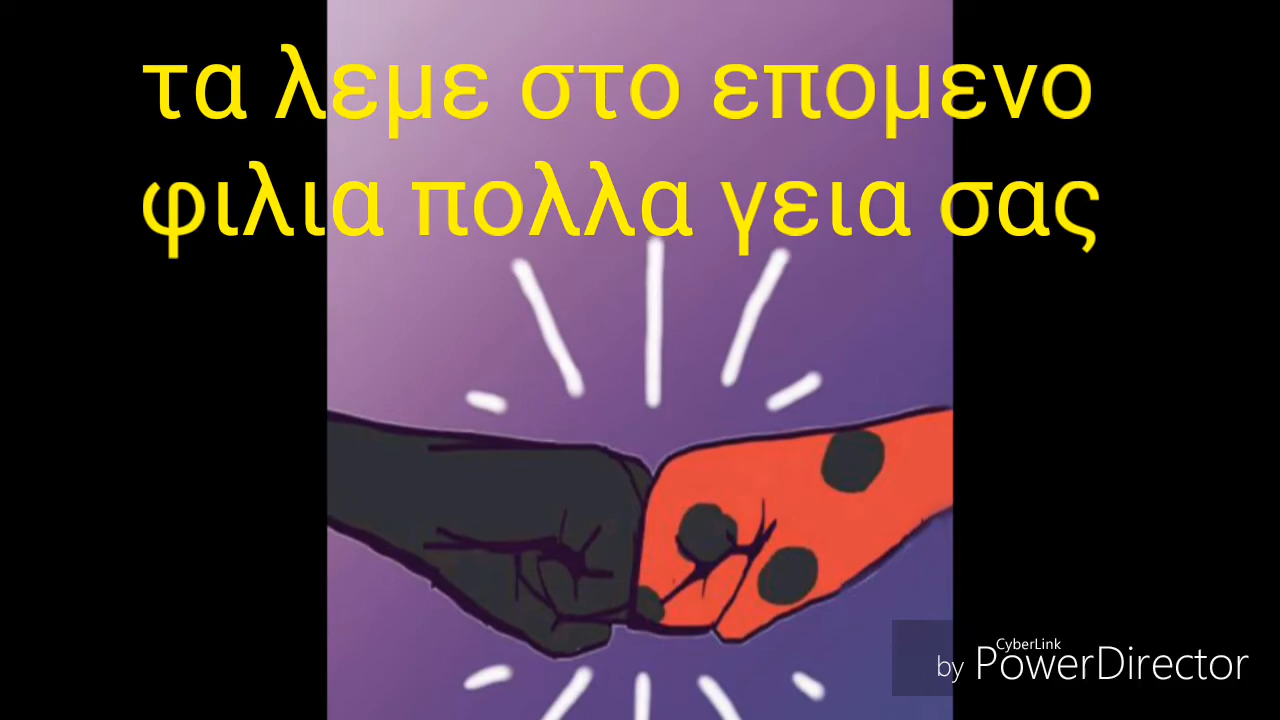 τα λεμε στο επομενο
φιλια πολλα γεια σας
CyberLink
by PowerDirector